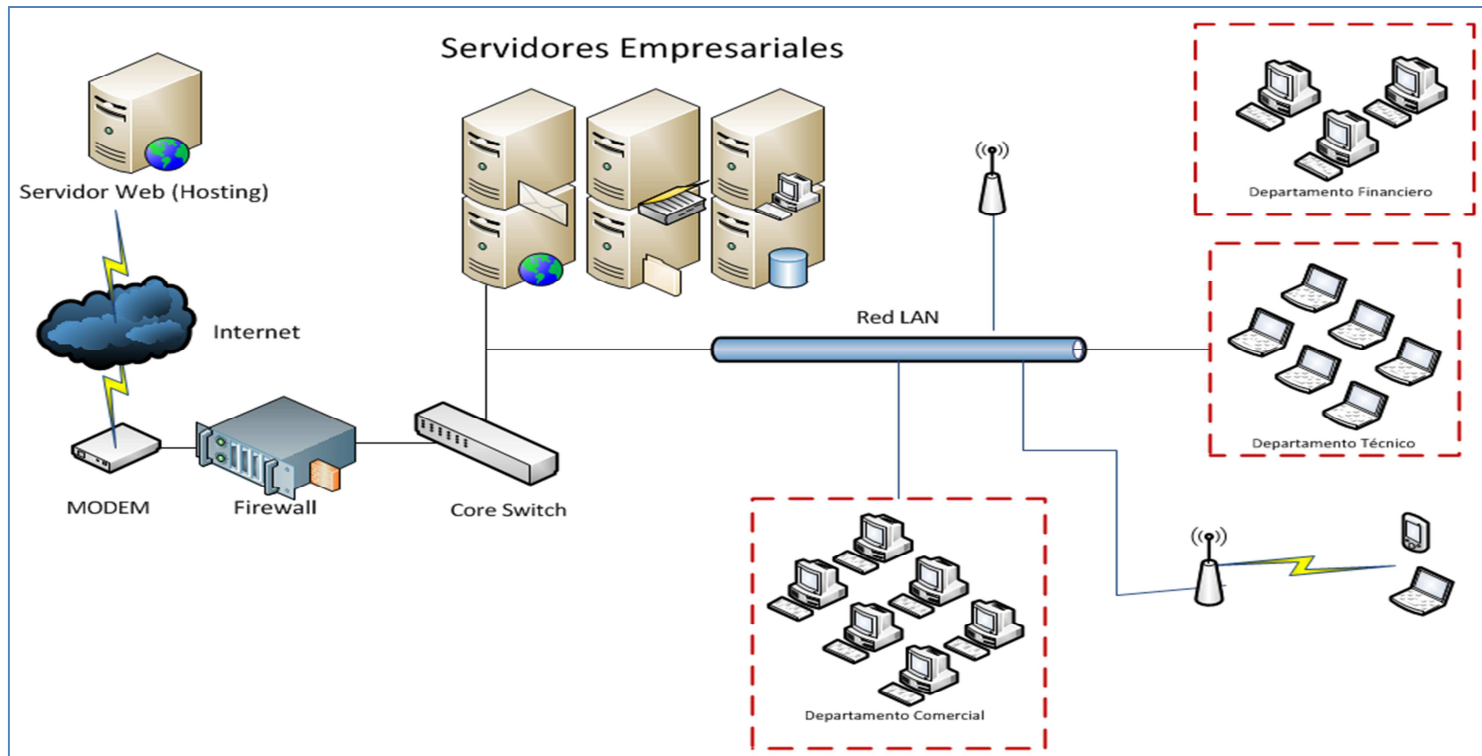 Servidores Empresariales
Servidor Web (Hosting)
Departamento Financiero
Internet
Red LAN
Departamento Técnico
MODEM
Firewall
Core Switch
Departamento Comercial